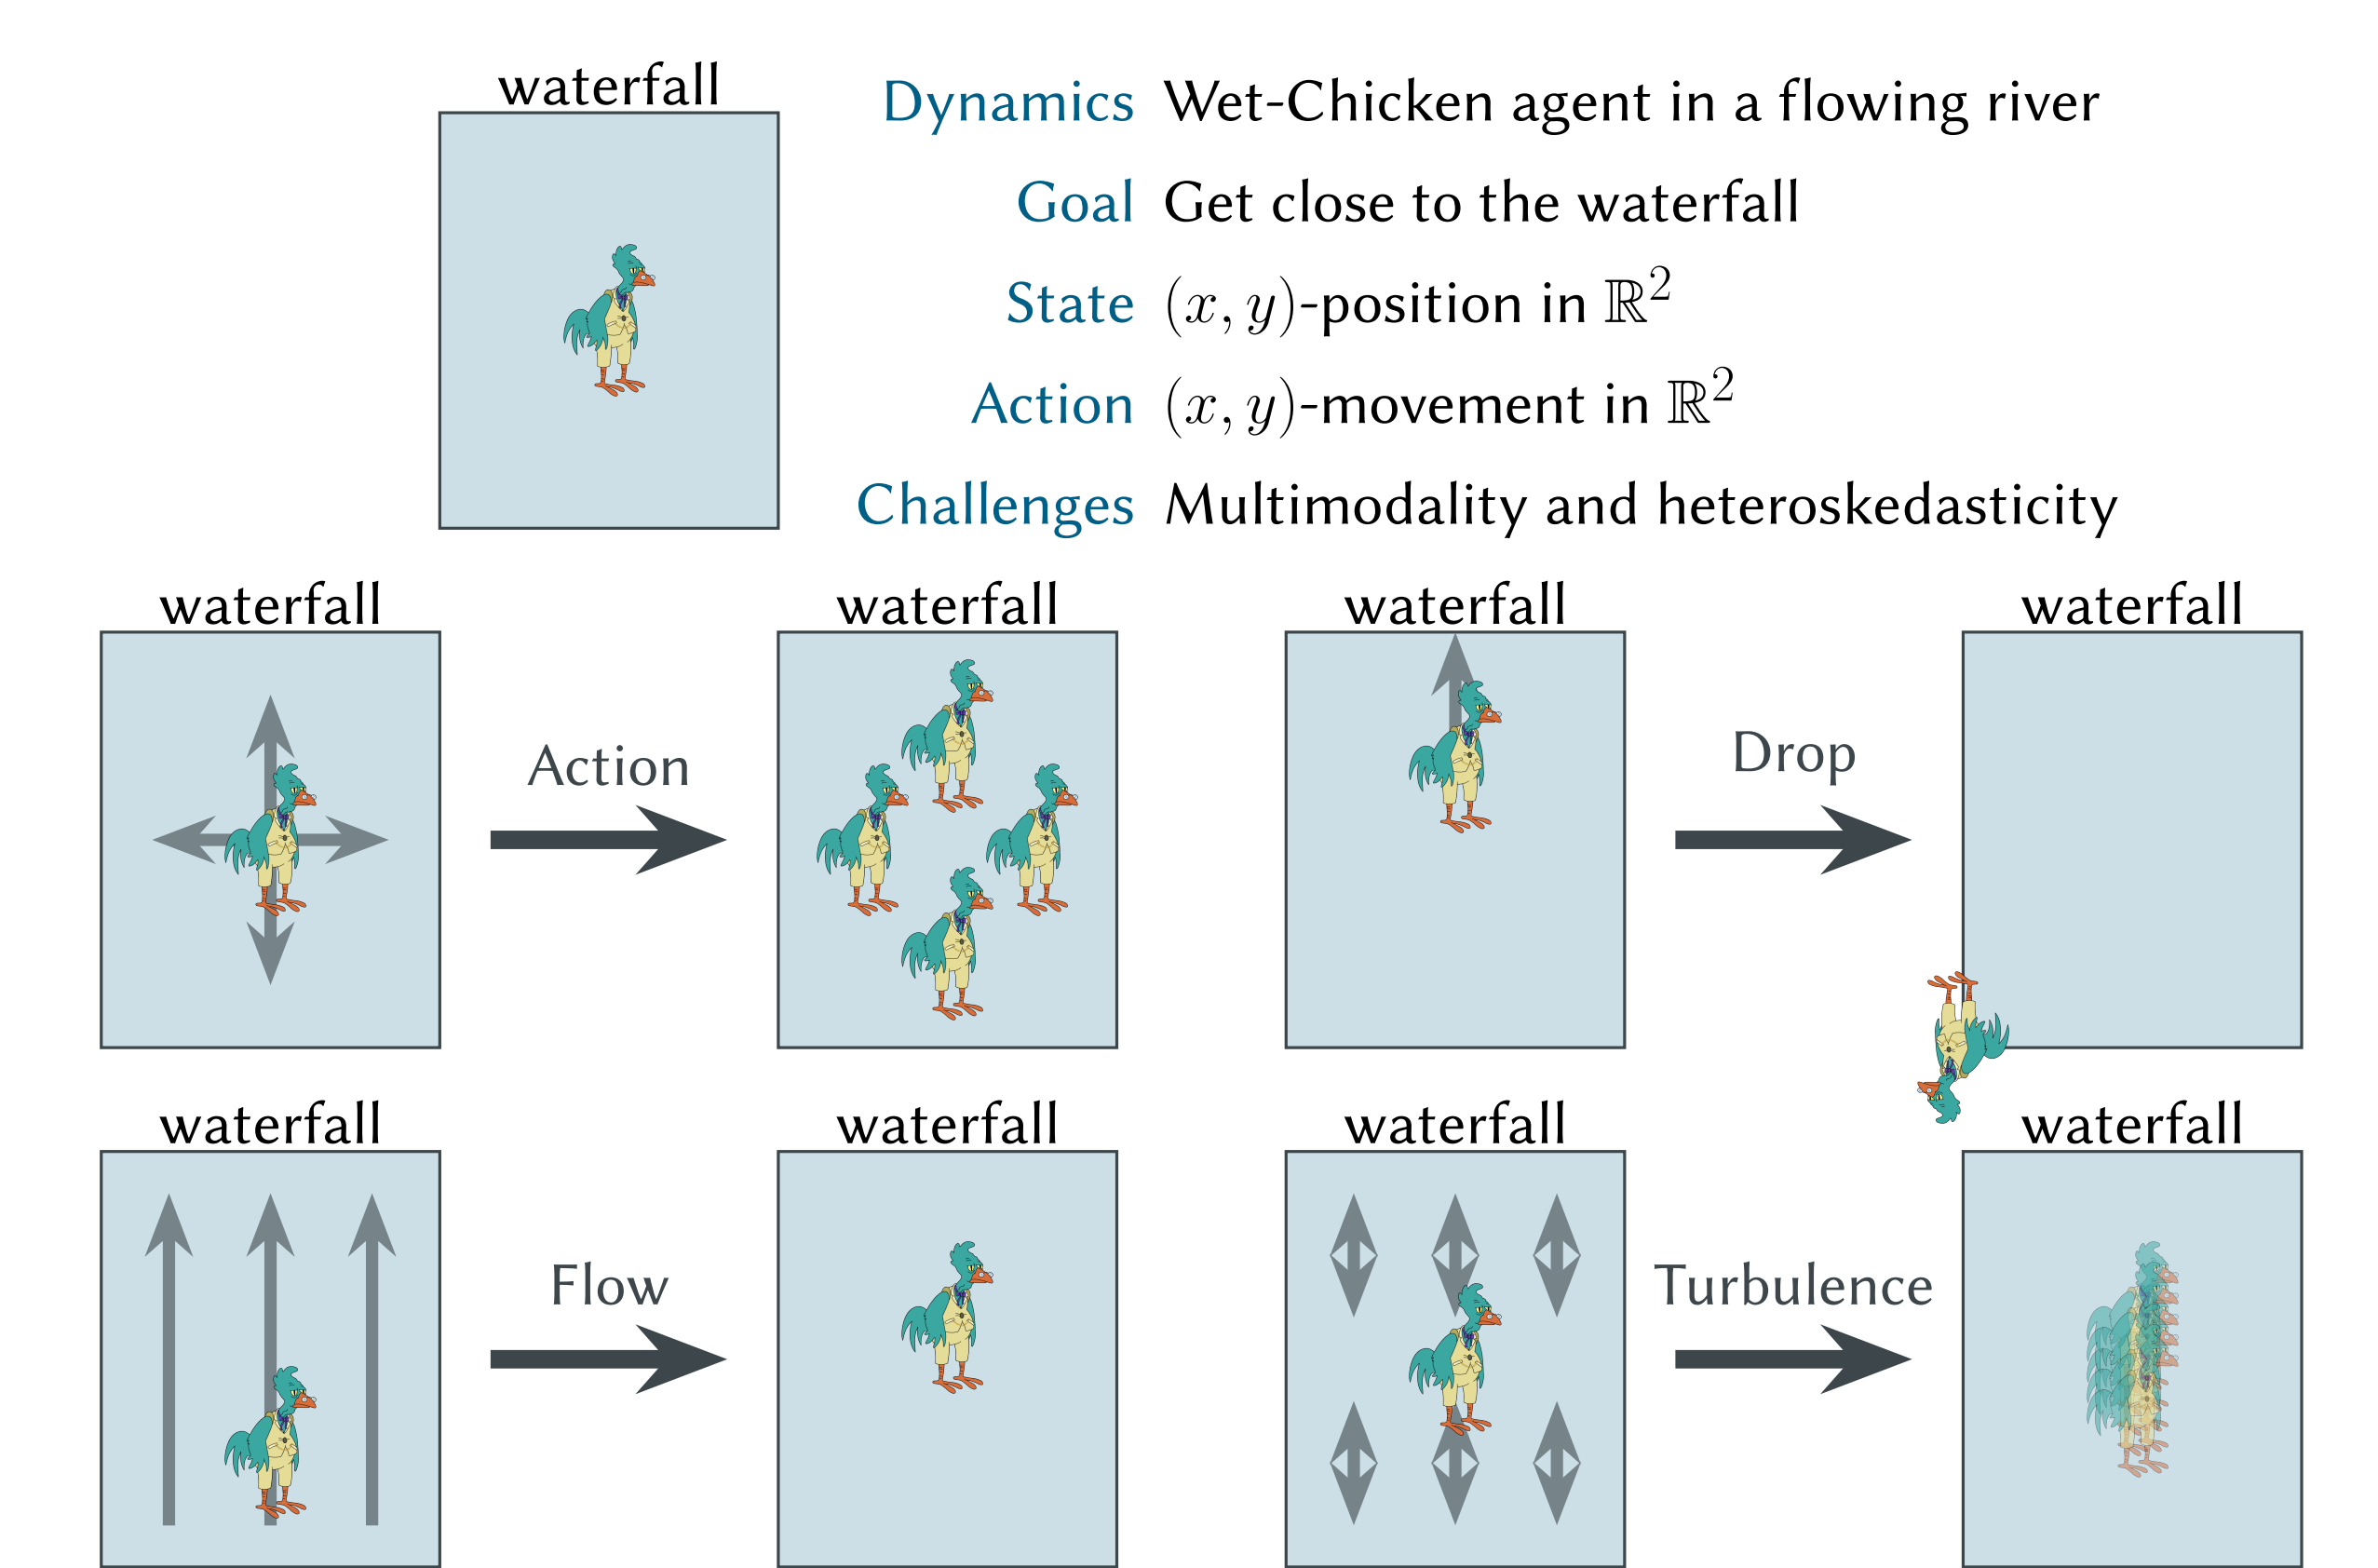 waterfall
Dynamics Wet-Chicken agent in a flowing river
Goal Get close to the waterfall
State (x, y)-position in ℝ²
Action (x, y)-movement in ℝ²
Challenges Multimodality and heteroskedasticity
waterfall
Action
waterfall
waterfall
Drop
waterfall
waterfall
Flow
waterfall
waterfall
Turbulence
waterfall